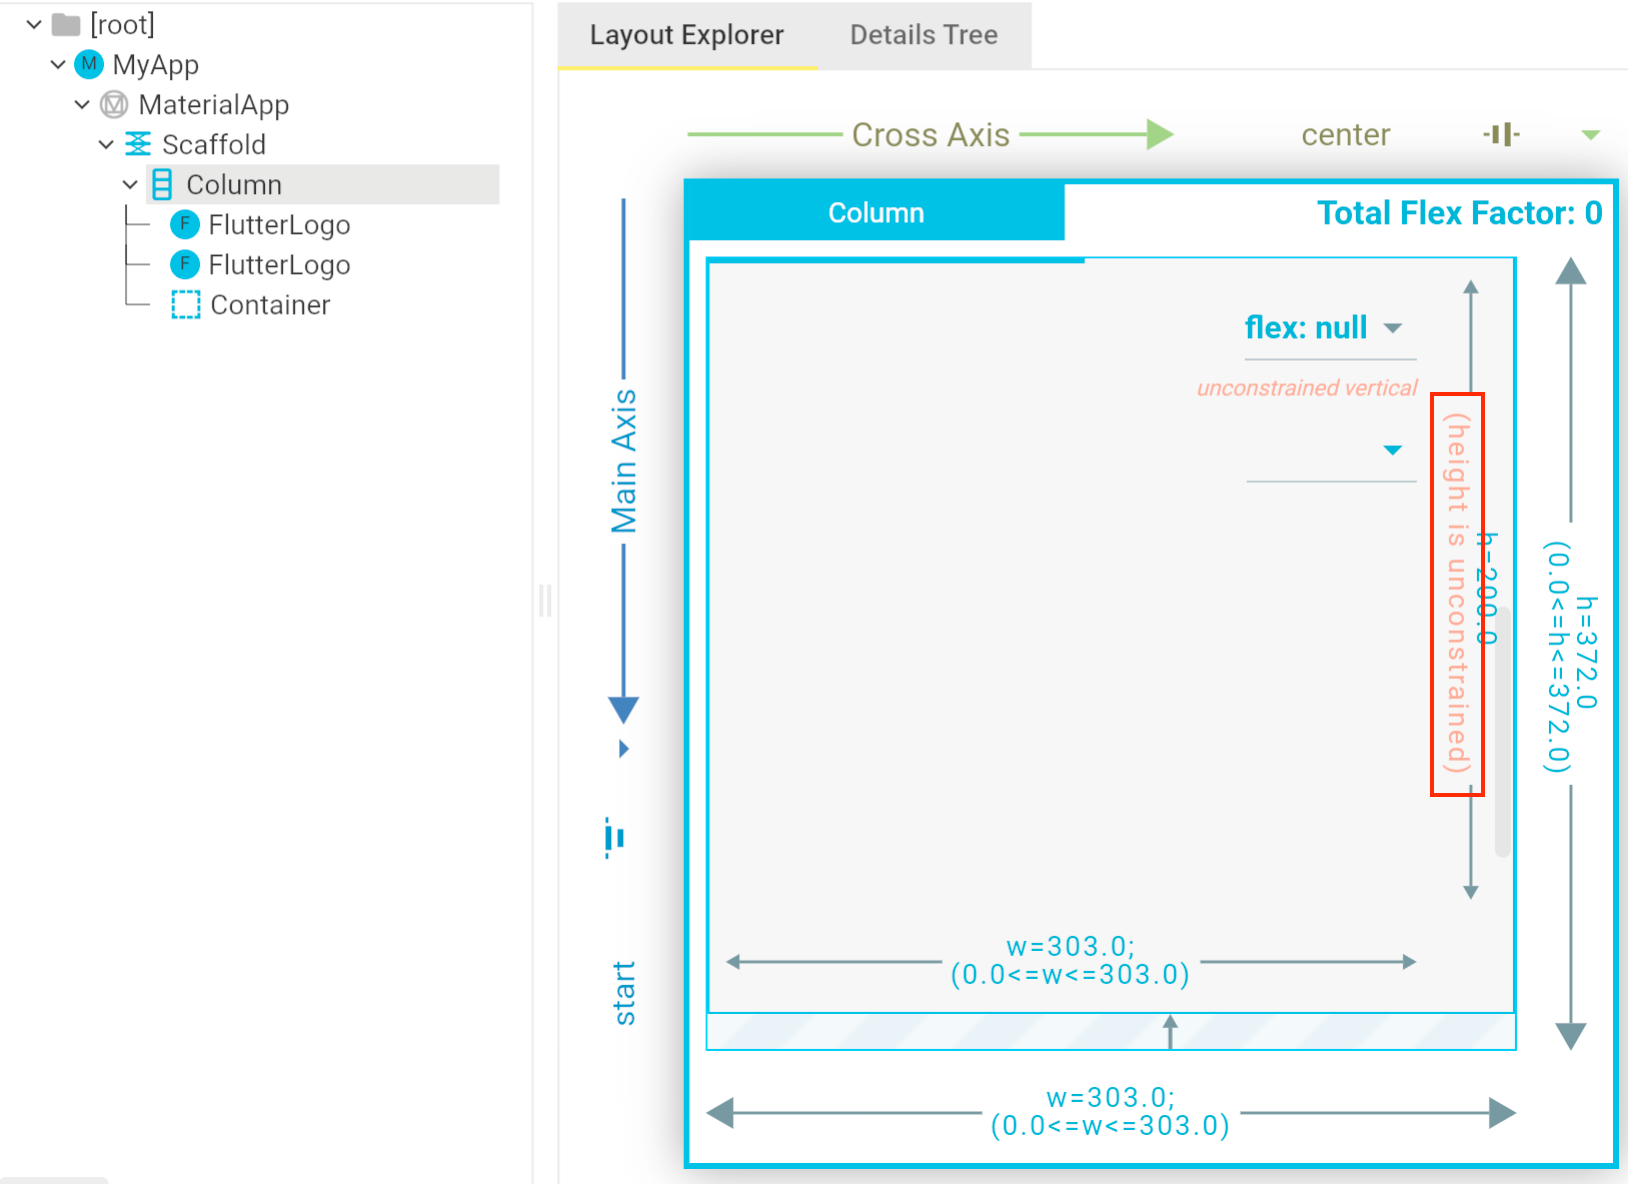 [root]
M MyApp
MaterialApp
Scaffold
Column
F FlutterLogo
F FlutterLogo
Container
Layout Explorer
Details Tree
Cross Axis
center
Main Axis
start
Column
Total Flex Factor: 0
flex: null
unconstrained vertical
h=200.0
(height is unconstrained)
h=372.0
(0.0<=h<=372.0)
w=303.0;
(0.0<=w<=303.0)
w=303.0;
(0.0<=w<=303.0)